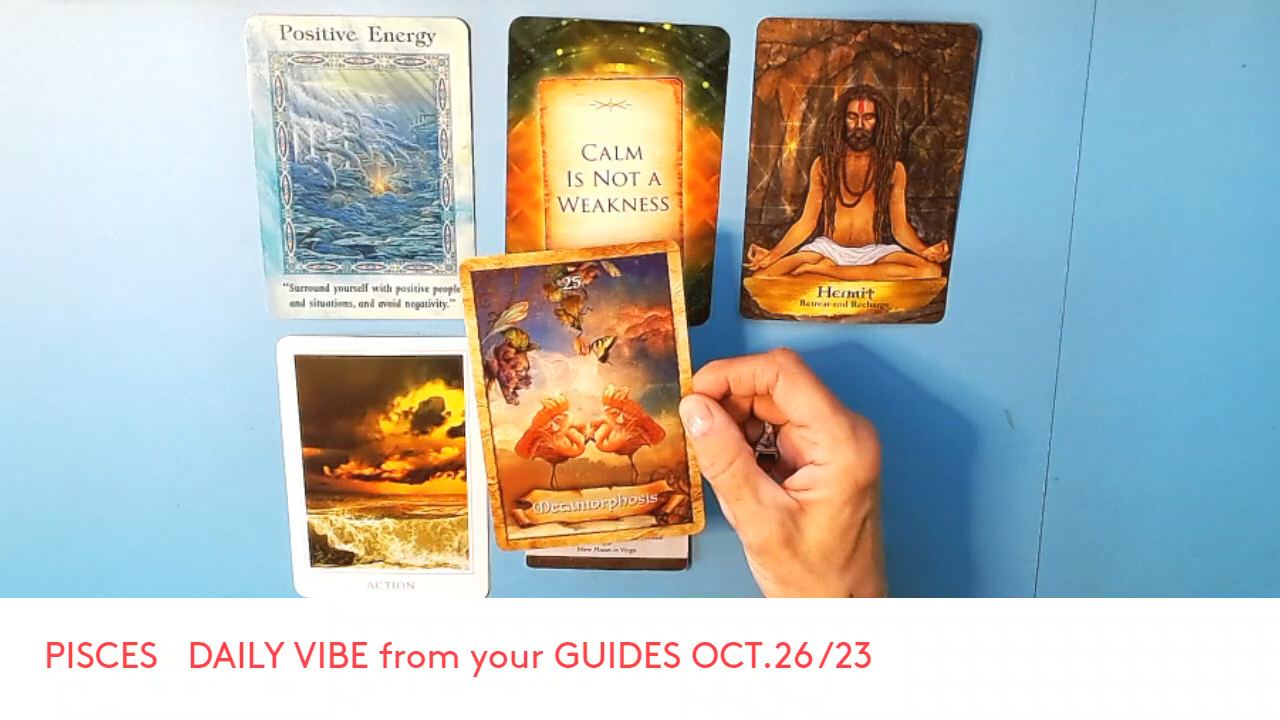 Positive Energy
"Surround yourself with positive people
and situations, and avoid negativity."
CALM
IS NOT A
WEAKNESS
Hermit
Retreat and Recharge
25
Metamorphosis
New Moon in Virgo
ACTION
PISCES DAILY VIBE from your GUIDES OCT.26/23